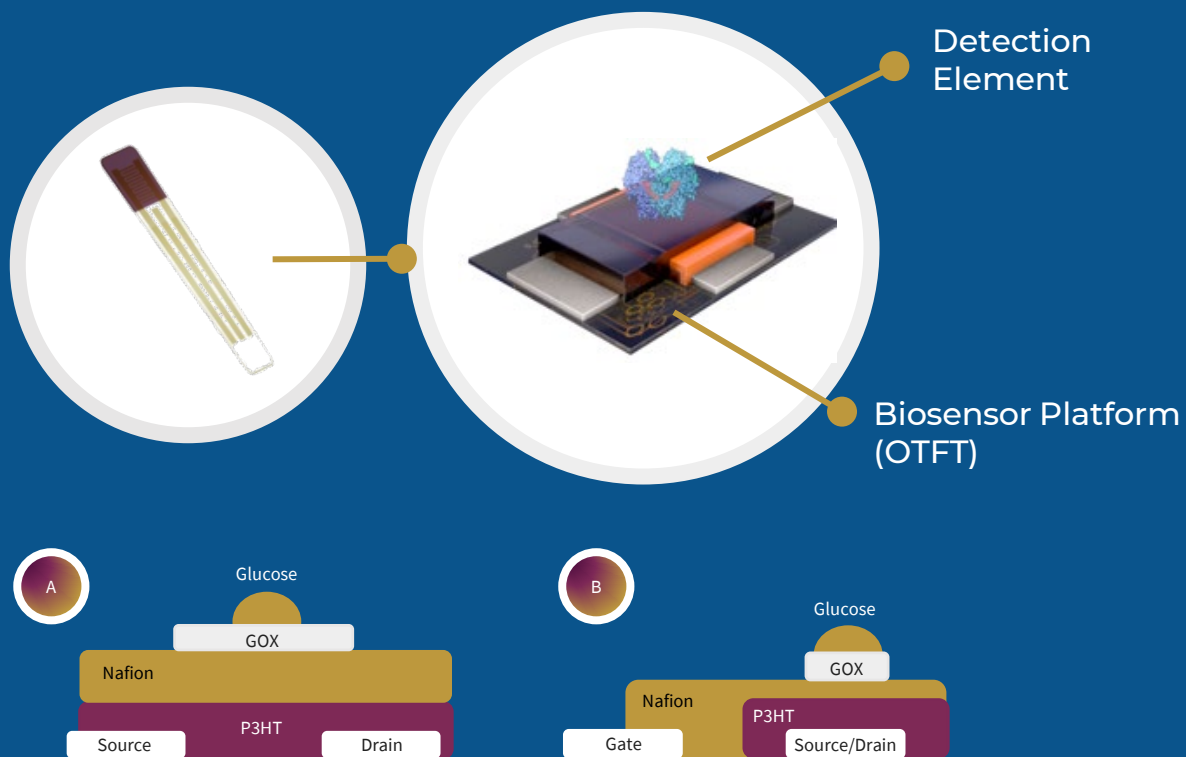 Detection
Element
Biosensor Platform
(OTFT)
A
Glucose
GOX
Nafion
P3HT
Source
Drain
B
Glucose
GOX
Nafion
P3HT
Gate
Source/Drain